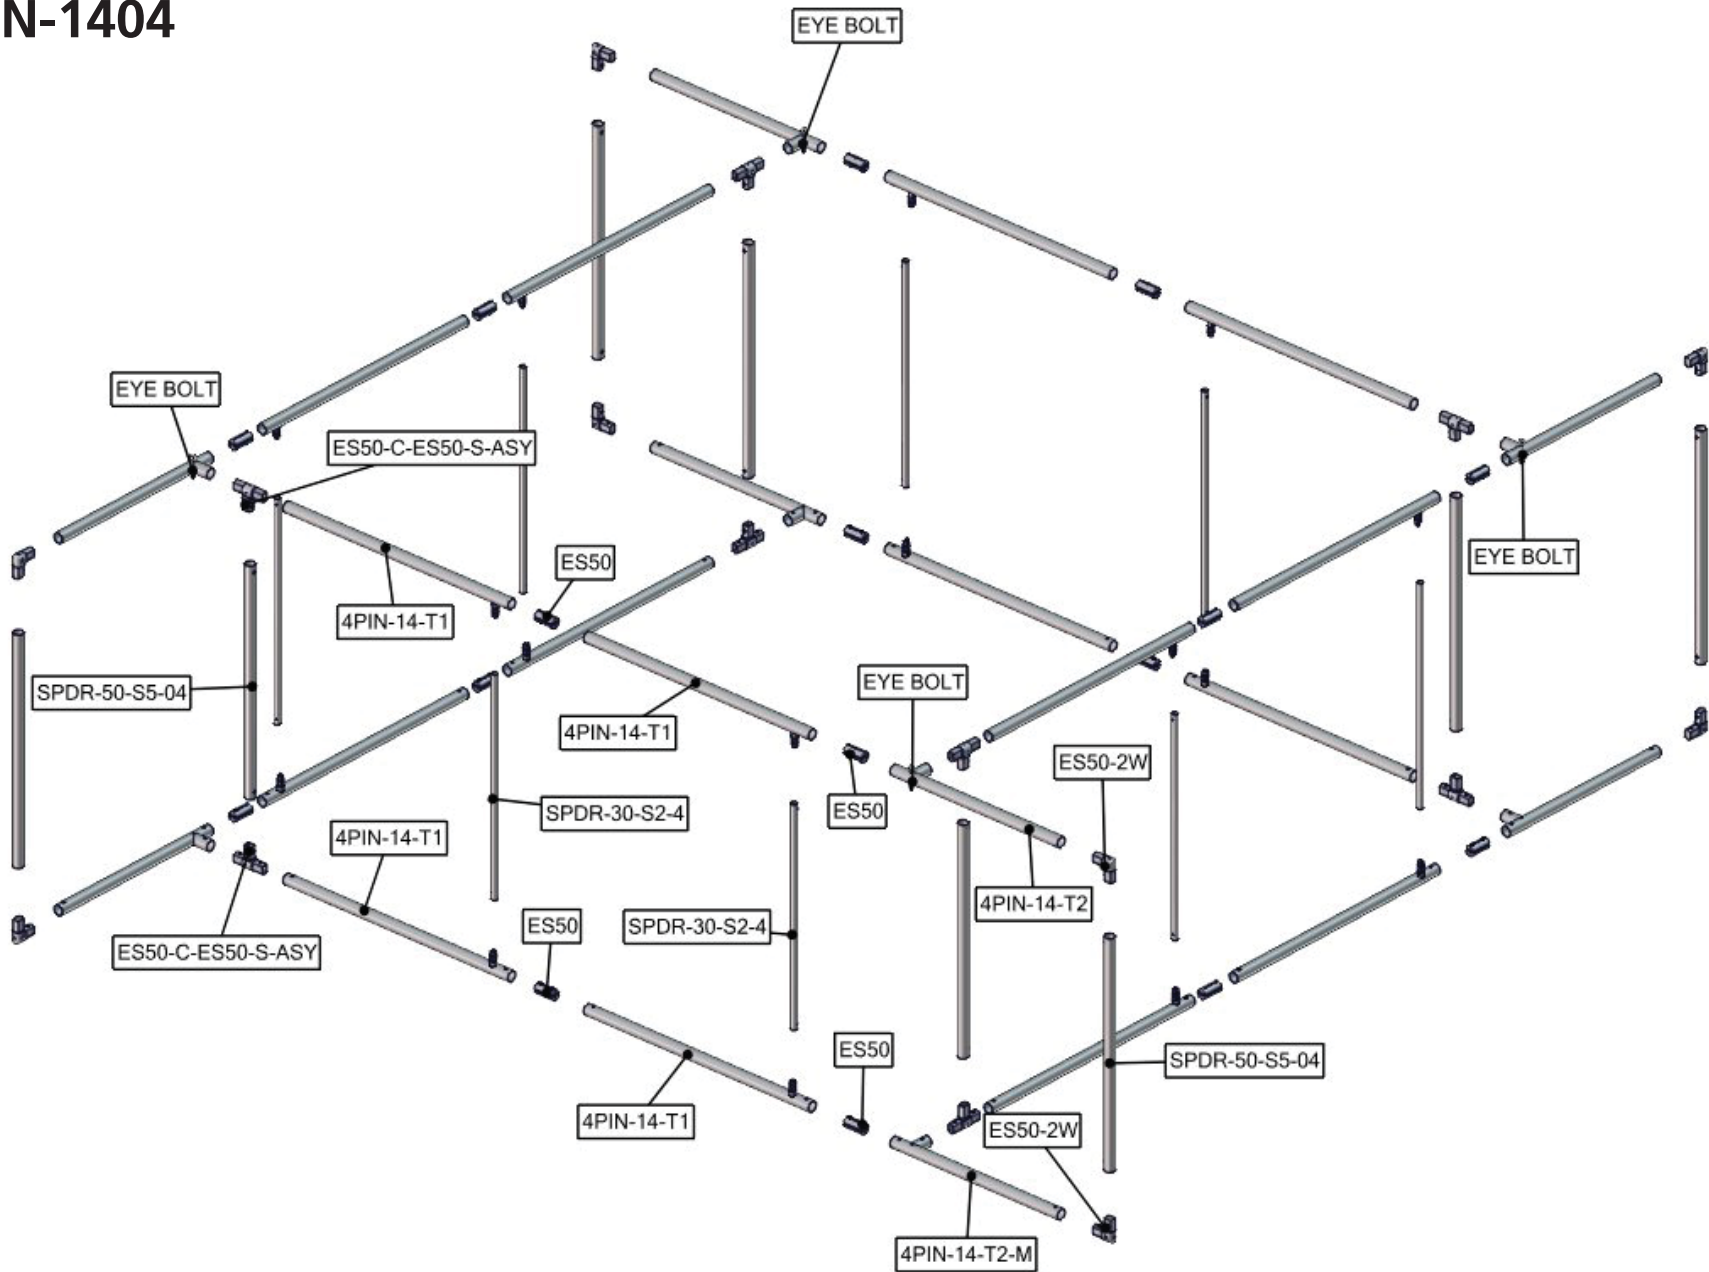 N-1404
EYE BOLT
EYE BOLT
ES50-C-ES50-S-ASY
EYE BOLT
ES50
4PIN-14-T1
SPDR-50-S5-04
EYE BOLT
4PIN-14-T1
ES50-2W
ES50
SPDR-30-S2-4
4PIN-14-T1
4PIN-14-T2
ES50
SPDR-30-S2-4
ES50-C-ES50-S-ASY
ES50
SPDR-50-S5-04
4PIN-14-T1
ES50-2W
4PIN-14-T2-M